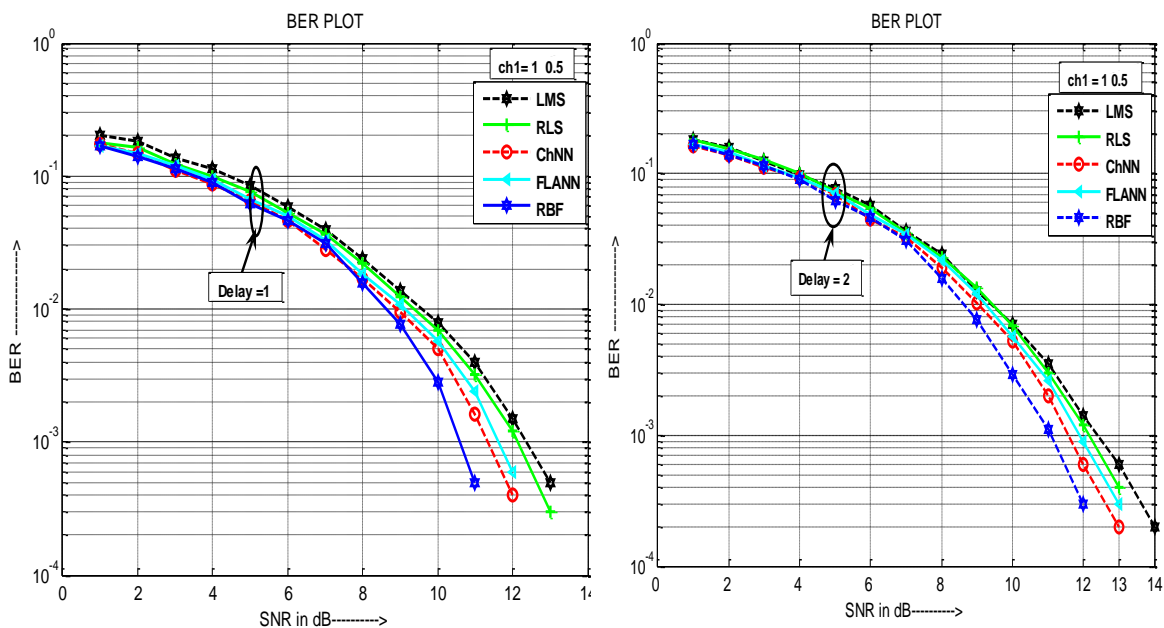 BER PLOT
10^0
10^-1
10^-2
10^-3
10^-4
BER ---------------->
0 2 4 6 8 10 12 14
SNR in dB---------->
ch1= 1 0.5
LMS
RLS
ChNN
FLANN
RBF
Delay =1
BER PLOT
10^0
10^-1
10^-2
10^-3
10^-4
BER ---------------->
0 2 4 6 8 10 12 13 14
SNR in dB---------->
ch1 = 1 0.5
LMS
RLS
ChNN
FLANN
RBF
Delay = 2